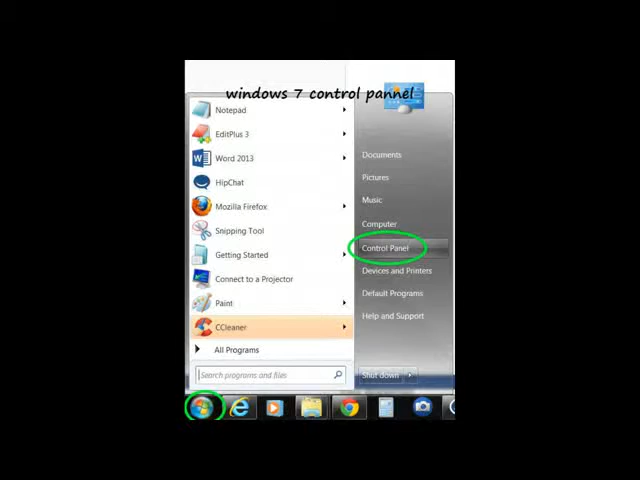 windows 7 control pannel
Notepad
EditPlus 3
Word 2013
HipChat
Mozilla Firefox
Snipping Tool
Getting Started
Connect to a Projector
Paint
CCleaner
All Programs
Search programs and files
Documents
Pictures
Music
Computer
Control Panel
Devices and Printers
Default Programs
Help and Support
Shut down